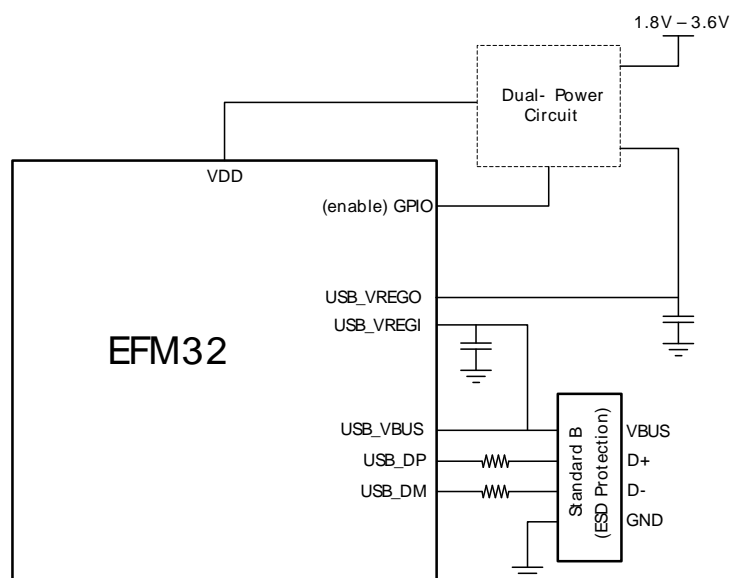 1.8V – 3.6V
Dual- Power
Circuit
VDD
(enable) GPIO
USB_VREGO
USB_VREGI
EFM32
USB_VBUS
USB_DP
USB_DM
Standard B
(ESD Protection)
VBUS
D+
D-
GND